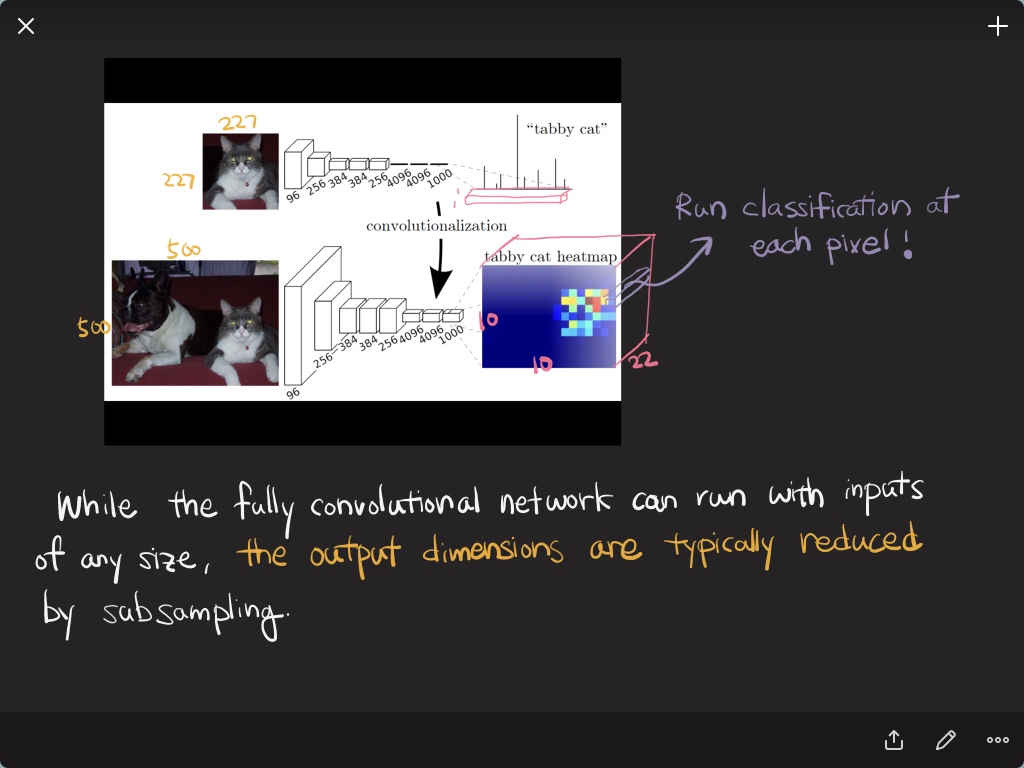 227
"tabby cat"
227
96 256 384 384 256 4096 4096 1000
1
convolutionalization
500
tabby cat heatmap
500
96 256 384 384 256 4096 4096 1000
10
10
22
Run classification at
each pixel!
While the fully convolutional network can run with inputs
of any size, the output dimensions are typically reduced
by subsampling.